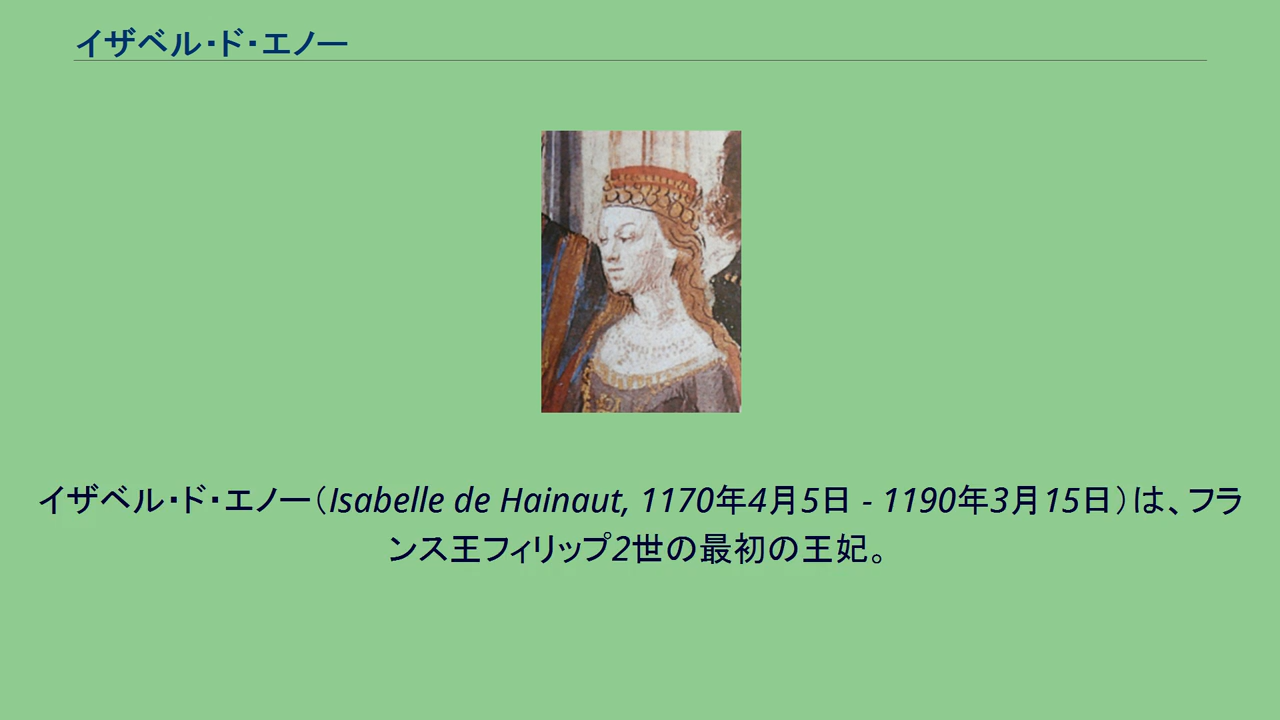 イザベル・ド・エノー
イザベル・ド・エノー（Isabelle de Hainaut, 1170年4月5日 - 1190年3月15日）は、フラ
ンス王フィリップ2世の最初の王妃。